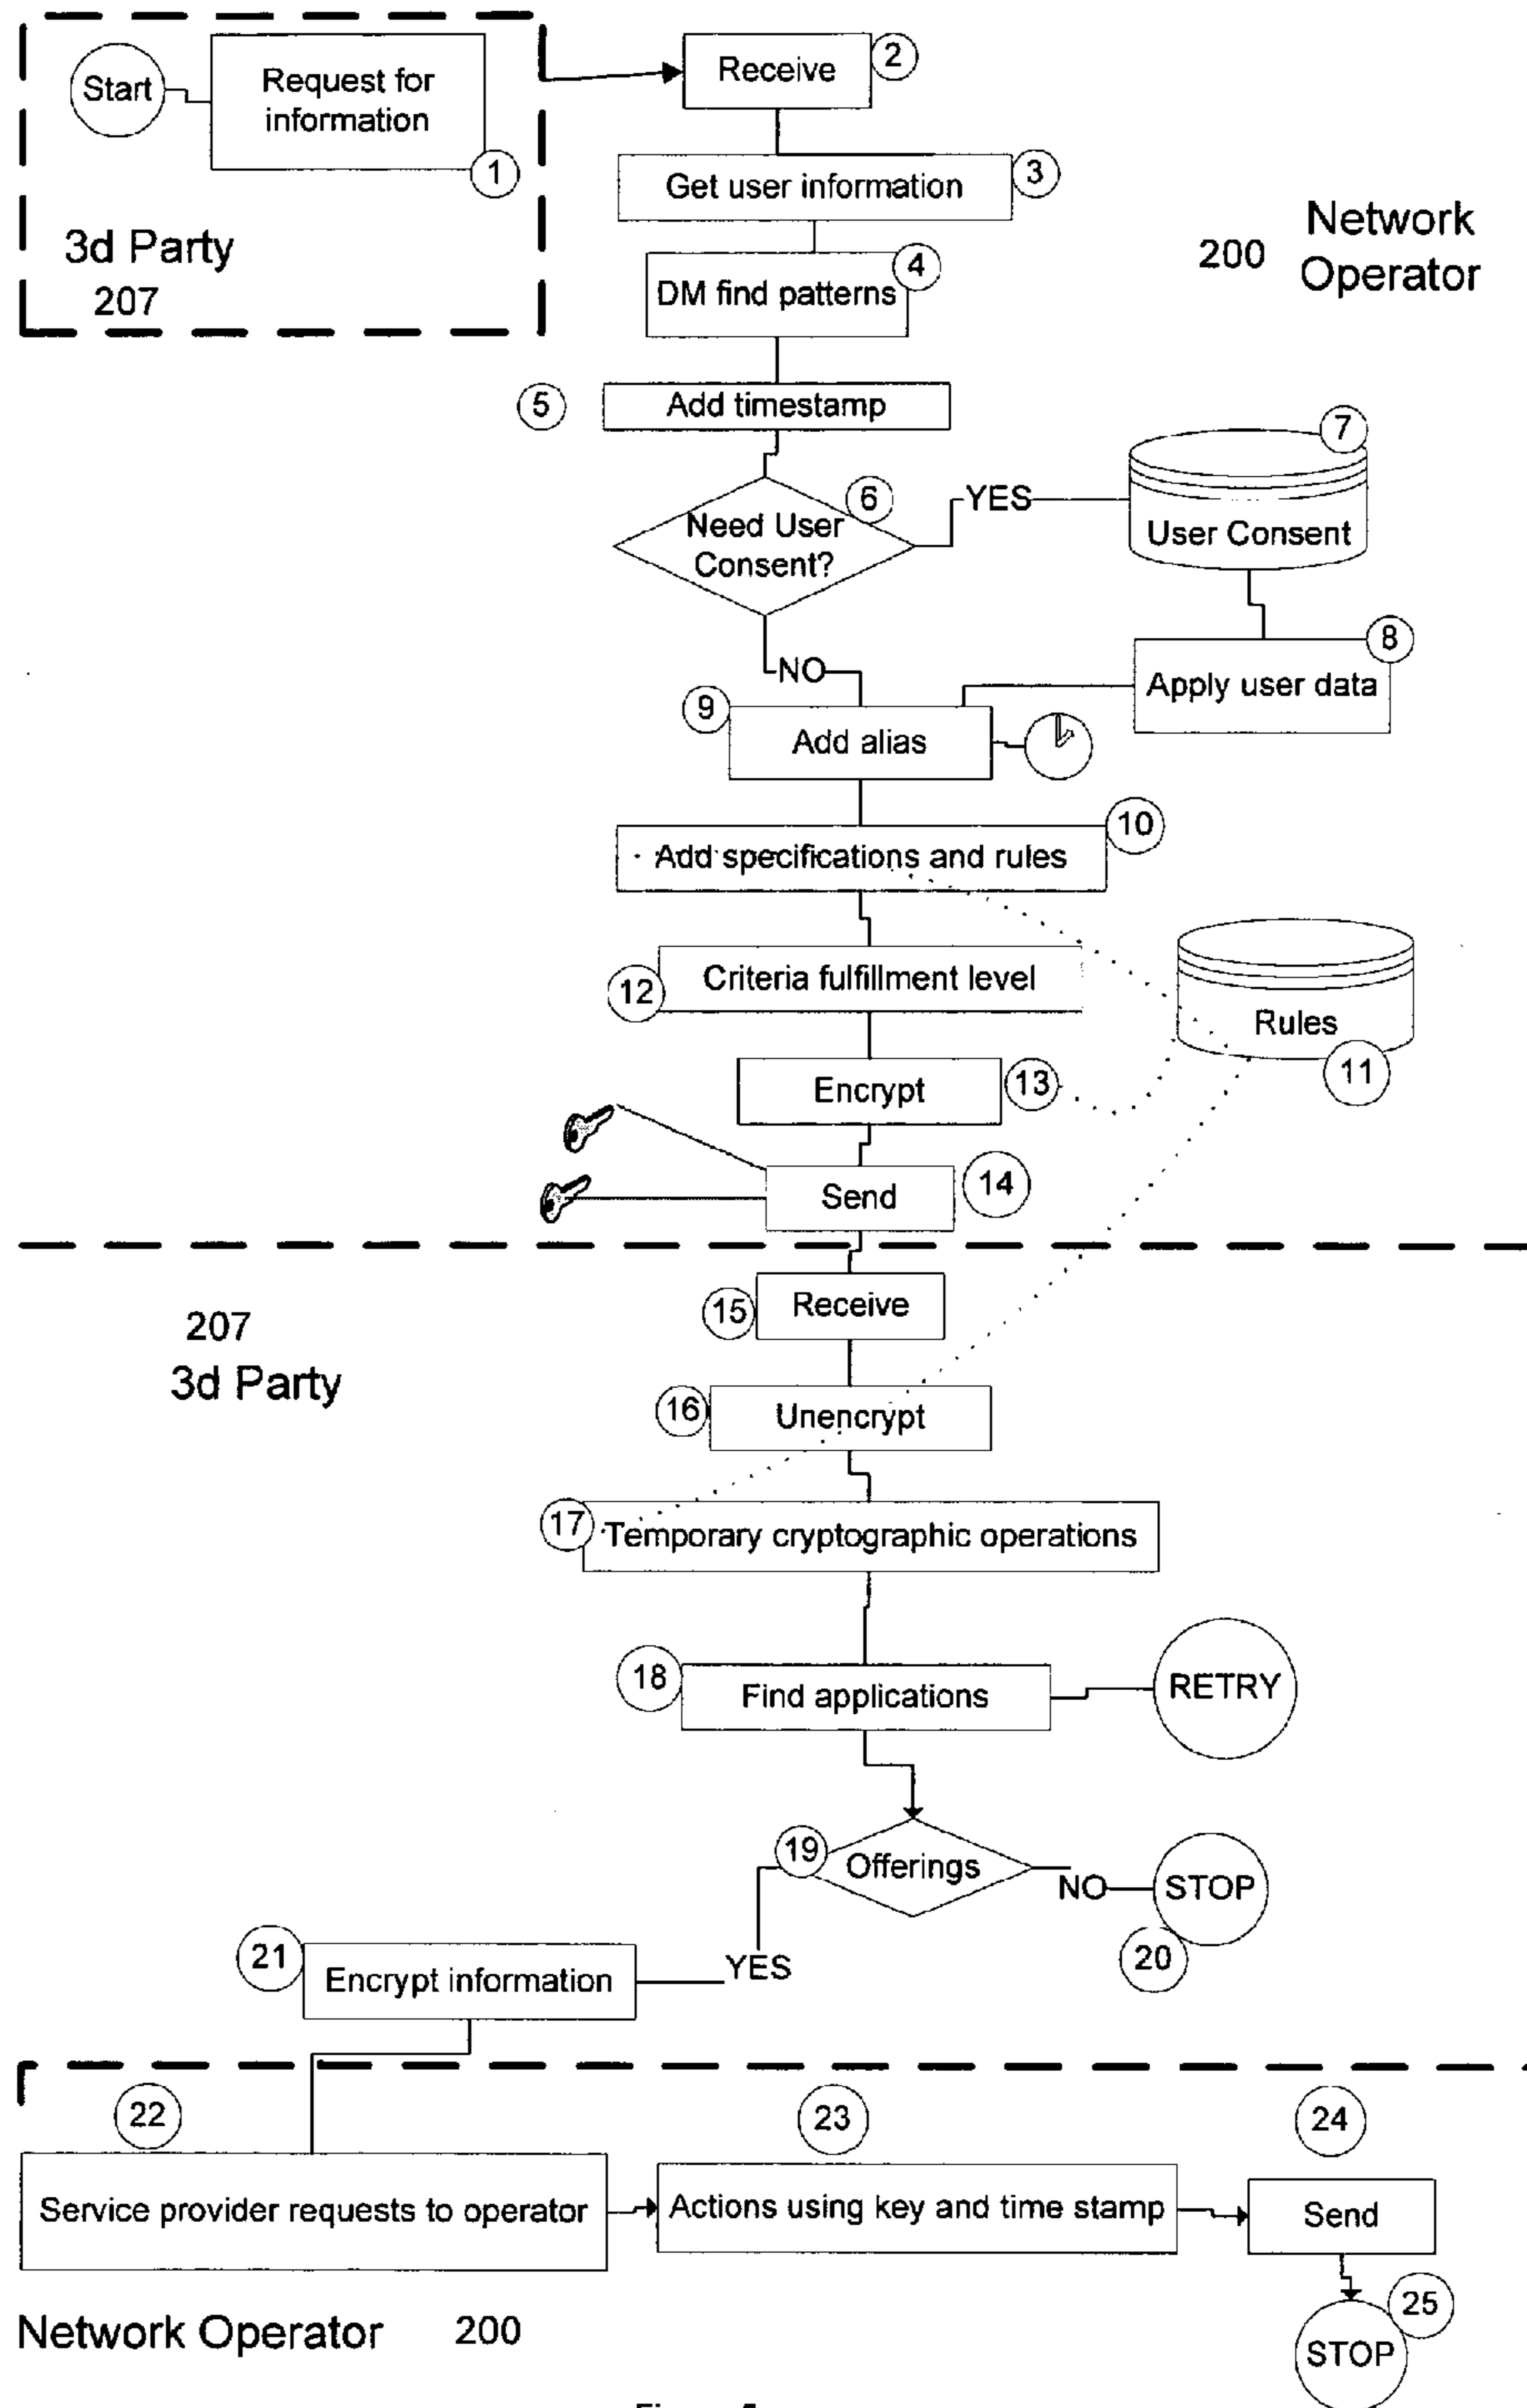 Start
Request for
information
1
3d Party
207
Receive
2
Get user information
3
Network
Operator
200
DM find patterns
4
Add timestamp
5
Need User
Consent?
6
YES
7
User Consent
8
Apply user data
NO
9
Add alias
10
Add specifications and rules
12
Criteria fulfillment level
Rules
11
Encrypt
13
Send
14
207
3d Party
15
Receive
16
Unencrypt
17
Temporary cryptographic operations
18
Find applications
RETRY
19
Offerings
NO
STOP
20
YES
21
Encrypt information
22
Service provider requests to operator
23
Actions using key and time stamp
24
Send
25
STOP
Network Operator
200